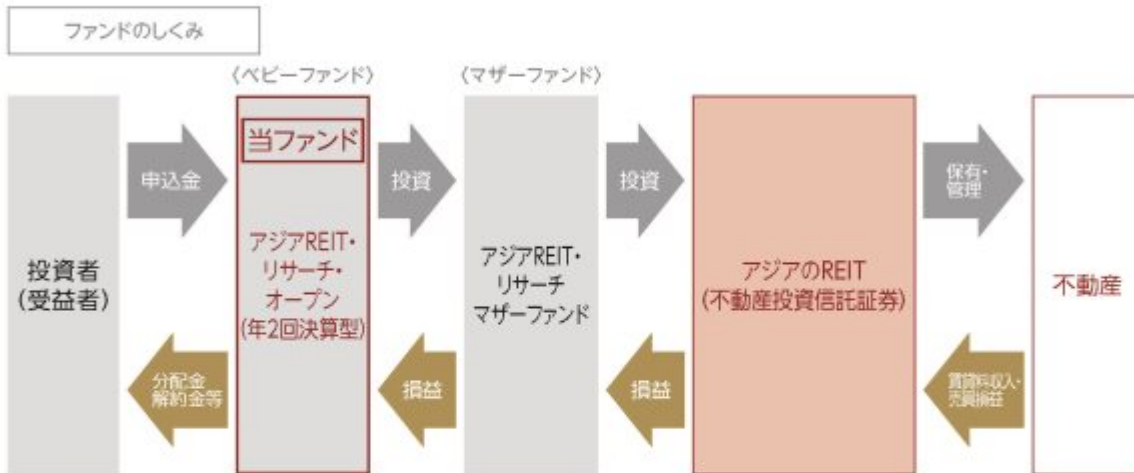 ファンドのしくみ
〈ベビーファンド〉
〈マザーファンド〉
投資者
(受益者)
申込金
分配金
解約金等
当ファンド
アジアREIT・
リサーチ・
オープン
(年2回決算型)
投資
損益
アジアREIT・
リサーチ
マザーファンド
投資
損益
アジアのREIT
(不動産投資信託証券)
保有・
管理
賃貸料収入・
売買損益
不動産